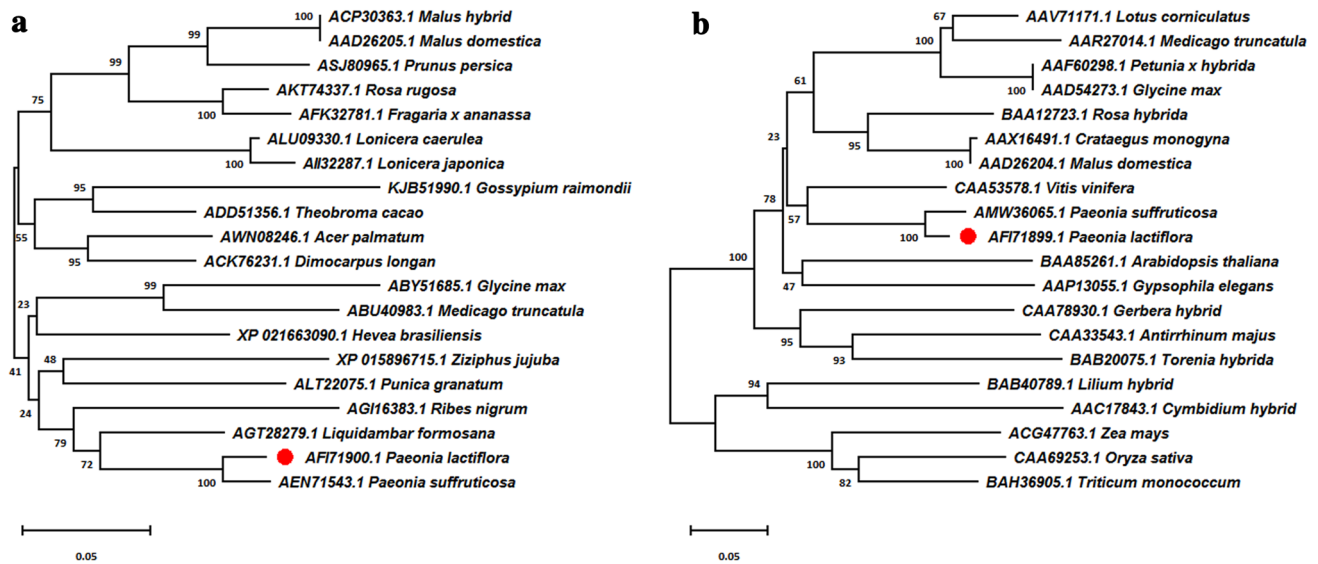 a
100 ACP30363.1 Malus hybrid
99 AAD26205.1 Malus domestica
99 ASJ80965.1 Prunus persica
AKT74337.1 Rosa rugosa
75 100 AFK32781.1 Fragaria x ananassa
ALU09330.1 Lonicera caerulea
100 AII32287.1 Lonicera japonica
95 KJB51990.1 Gossypium raimondii
ADD51356.1 Theobroma cacao
55 AWN08246.1 Acer palmatum
95 ACK76231.1 Dimocarpus longan
99 ABY51685.1 Glycine max
23 ABU40983.1 Medicago truncatula
XP 021663090.1 Hevea brasiliensis
41 48 XP 015896715.1 Ziziphus jujuba
ALT22075.1 Punica granatum
24 AGI16383.1 Ribes nigrum
79 AGT28279.1 Liquidambar formosana
72 AFI71900.1 Paeonia lactiflora
100 AEN71543.1 Paeonia suffruticosa
0.05
b
67 AAV71171.1 Lotus corniculatus
100 AAR27014.1 Medicago truncatula
AAF60298.1 Petunia x hybrida
61 100 AAD54273.1 Glycine max
BAA12723.1 Rosa hybrida
23 95 AAX16491.1 Crataegus monogyna
100 AAD26204.1 Malus domestica
CAA53578.1 Vitis vinifera
78 57 AMW36065.1 Paeonia suffruticosa
100 AFI71899.1 Paeonia lactiflora
100 BAA85261.1 Arabidopsis thaliana
47 AAP13055.1 Gypsophila elegans
CAA78930.1 Gerbera hybrid
95 CAA33543.1 Antirrhinum majus
93 BAB20075.1 Torenia hybrida
94 BAB40789.1 Lilium hybrid
AAC17843.1 Cymbidium hybrid
ACG47763.1 Zea mays
100 CAA69253.1 Oryza sativa
82 BAH36905.1 Triticum monococcum
0.05